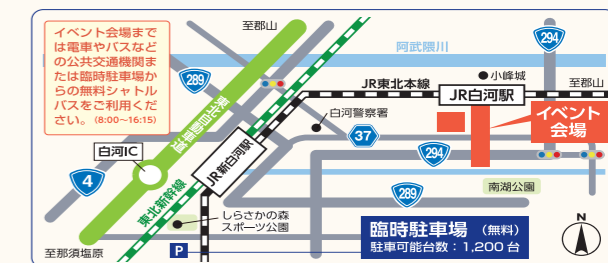 イベント会場まで
は電車やバスなど
の公共交通機関ま
たは臨時駐車場か
らの無料シャトル
バスをご利用くだ
さい。(8:00〜16:15)
至郡山
阿武隈川
294
289
JR東北本線
小峰城
至郡山
東北自動車道
JR白河駅
イベント
会場
白河警察署
37
白河IC
JR新白河駅
294
4
東北新幹線
289
南湖公園
しらさかの森
スポーツ公園
臨時駐車場 (無料)
駐車可能台数：1,200台
N
至那須塩原
P